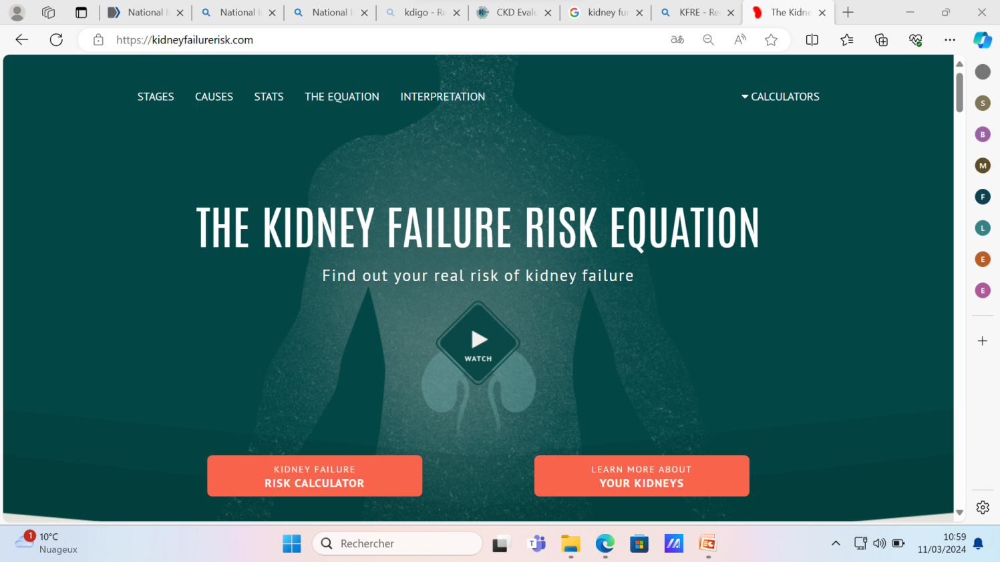 National I
National I
National I
kdigo - Re
CKD Evalu
kidney fur
KFRE - Re
The Kidne
https://kidneyfailurerisk.com
STAGES
CAUSES
STATS
THE EQUATION
INTERPRETATION
CALCULATORS
THE KIDNEY FAILURE RISK EQUATION
Find out your real risk of kidney failure
WATCH
KIDNEY FAILURE
RISK CALCULATOR
LEARN MORE ABOUT
YOUR KIDNEYS
S
B
M
F
L
E
E
1
10°C
Nuageux
Rechercher
10:59
11/03/2024